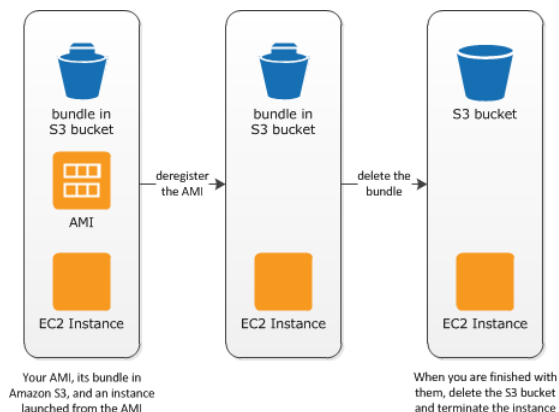 bundle in
S3 bucket
AMI
EC2 Instance
Your AMI, its bundle in
Amazon S3, and an instance
launched from the AMI
deregister
the AMI
bundle in
S3 bucket
EC2 Instance
delete the
bundle
S3 bucket
EC2 Instance
When you are finished with
them, delete the S3 bucket
and terminate the instance